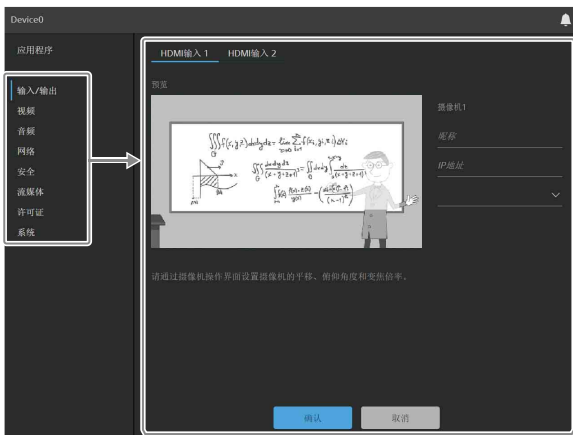 Device0
应用程序
输入/输出
视频
音频
网络
安全
流媒体
许可证
系统
HDMI输入 1 HDMI输入 2
预览
摄像机1
昵称
IP地址
请通过摄像机操作界面设置摄像机的平移、俯仰角度和变焦倍率。
确认 取消